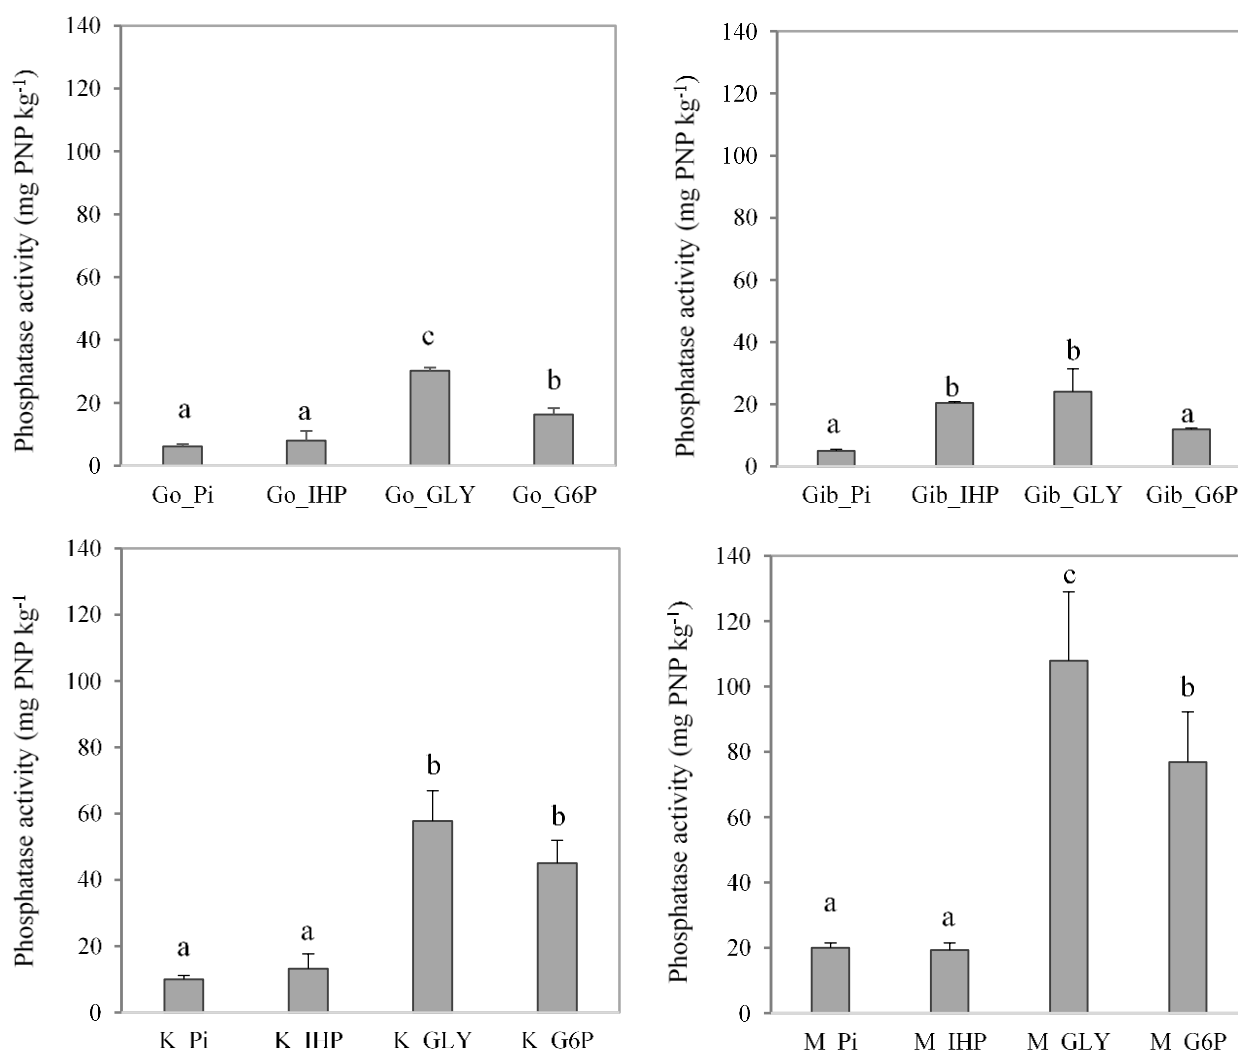 Phosphatase activity (mg PNP kg⁻¹)
140
120
100
80
60
40
20
0
a
a
c
b
Go_Pi
Go_IHP
Go_GLY
Go_G6P
Phosphatase activity (mg PNP kg⁻¹)
140
120
100
80
60
40
20
0
a
b
b
a
Gib_Pi
Gib_IHP
Gib_GLY
Gib_G6P
Phosphatase activity (mg PNP kg⁻¹
140
120
100
80
60
40
20
0
a
a
b
b
K_Pi
K_IHP
K_GLY
K_G6P
Phosphatase activity (mg PNP kg⁻¹)
140
120
100
80
60
40
20
0
a
a
c
b
M_Pi
M_IHP
M_GLY
M_G6P